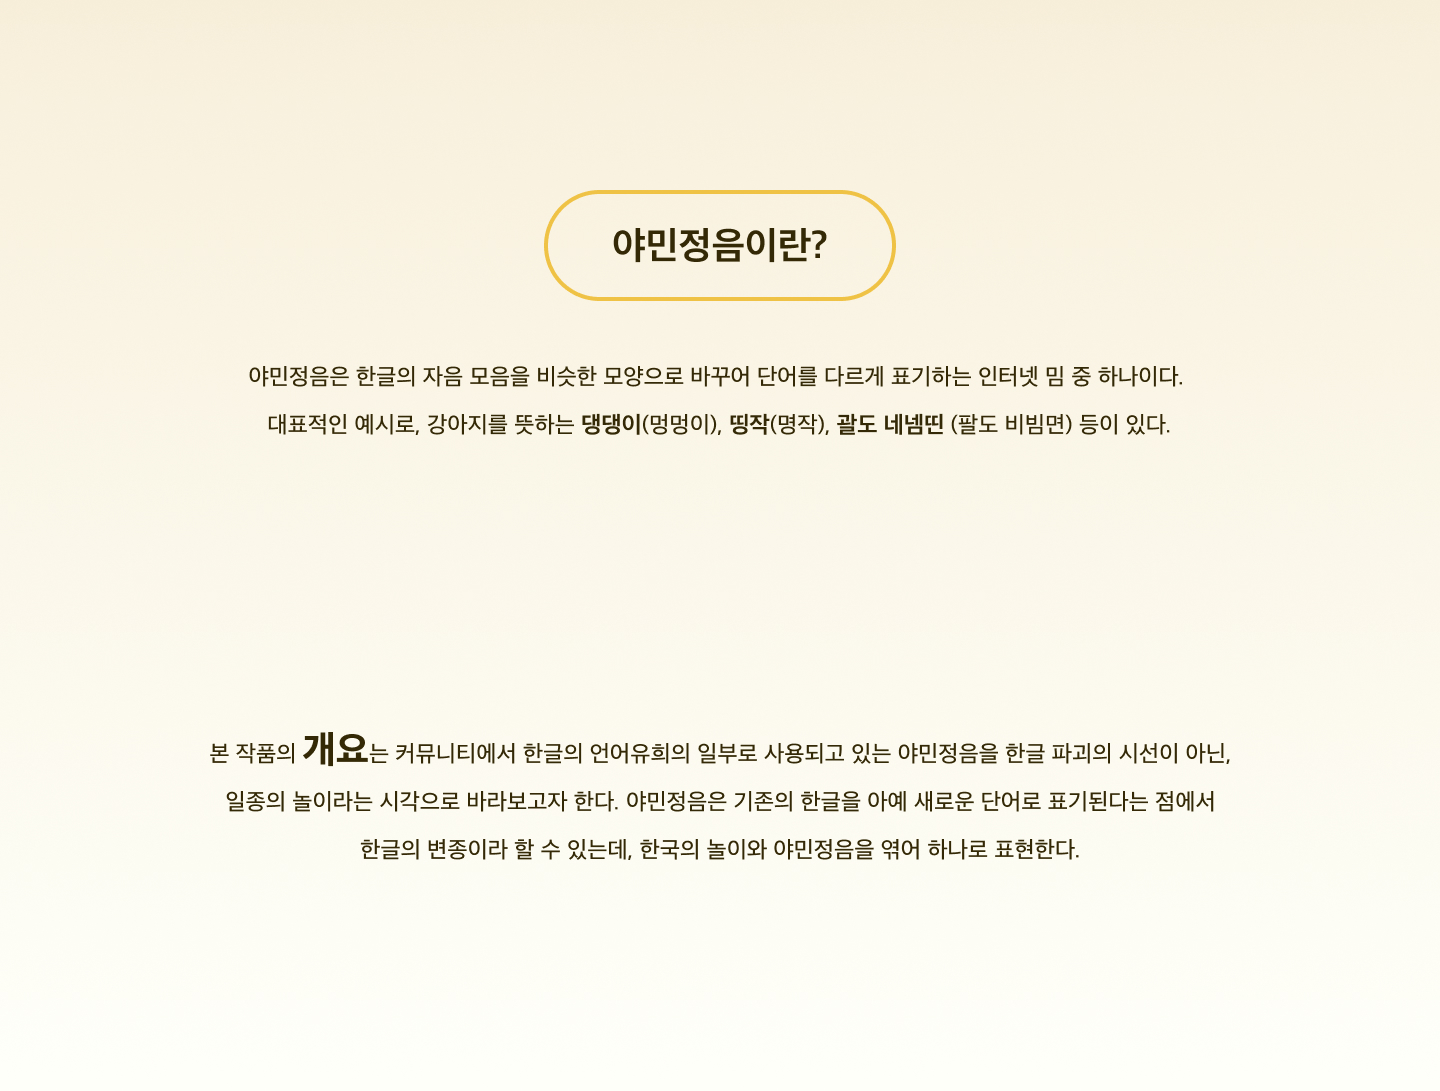 야민정음이란?
야민정음은 한글의 자음 모음을 비슷한 모양으로 바꾸어 단어를 다르게 표기하는 인터넷 밈 중 하나이다.
대표적인 예시로, 강아지를 뜻하는 댕댕이(멍멍이), 띵작(명작), 괄도 네넴띤 (팔도 비빔면) 등이 있다.
본 작품의 개요는 커뮤니티에서 한글의 언어유희의 일부로 사용되고 있는 야민정음을 한글 파괴의 시선이 아닌,
일종의 놀이라는 시각으로 바라보고자 한다. 야민정음은 기존의 한글을 아예 새로운 단어로 표기된다는 점에서
한글의 변종이라 할 수 있는데, 한국의 놀이와 야민정음을 엮어 하나로 표현한다.